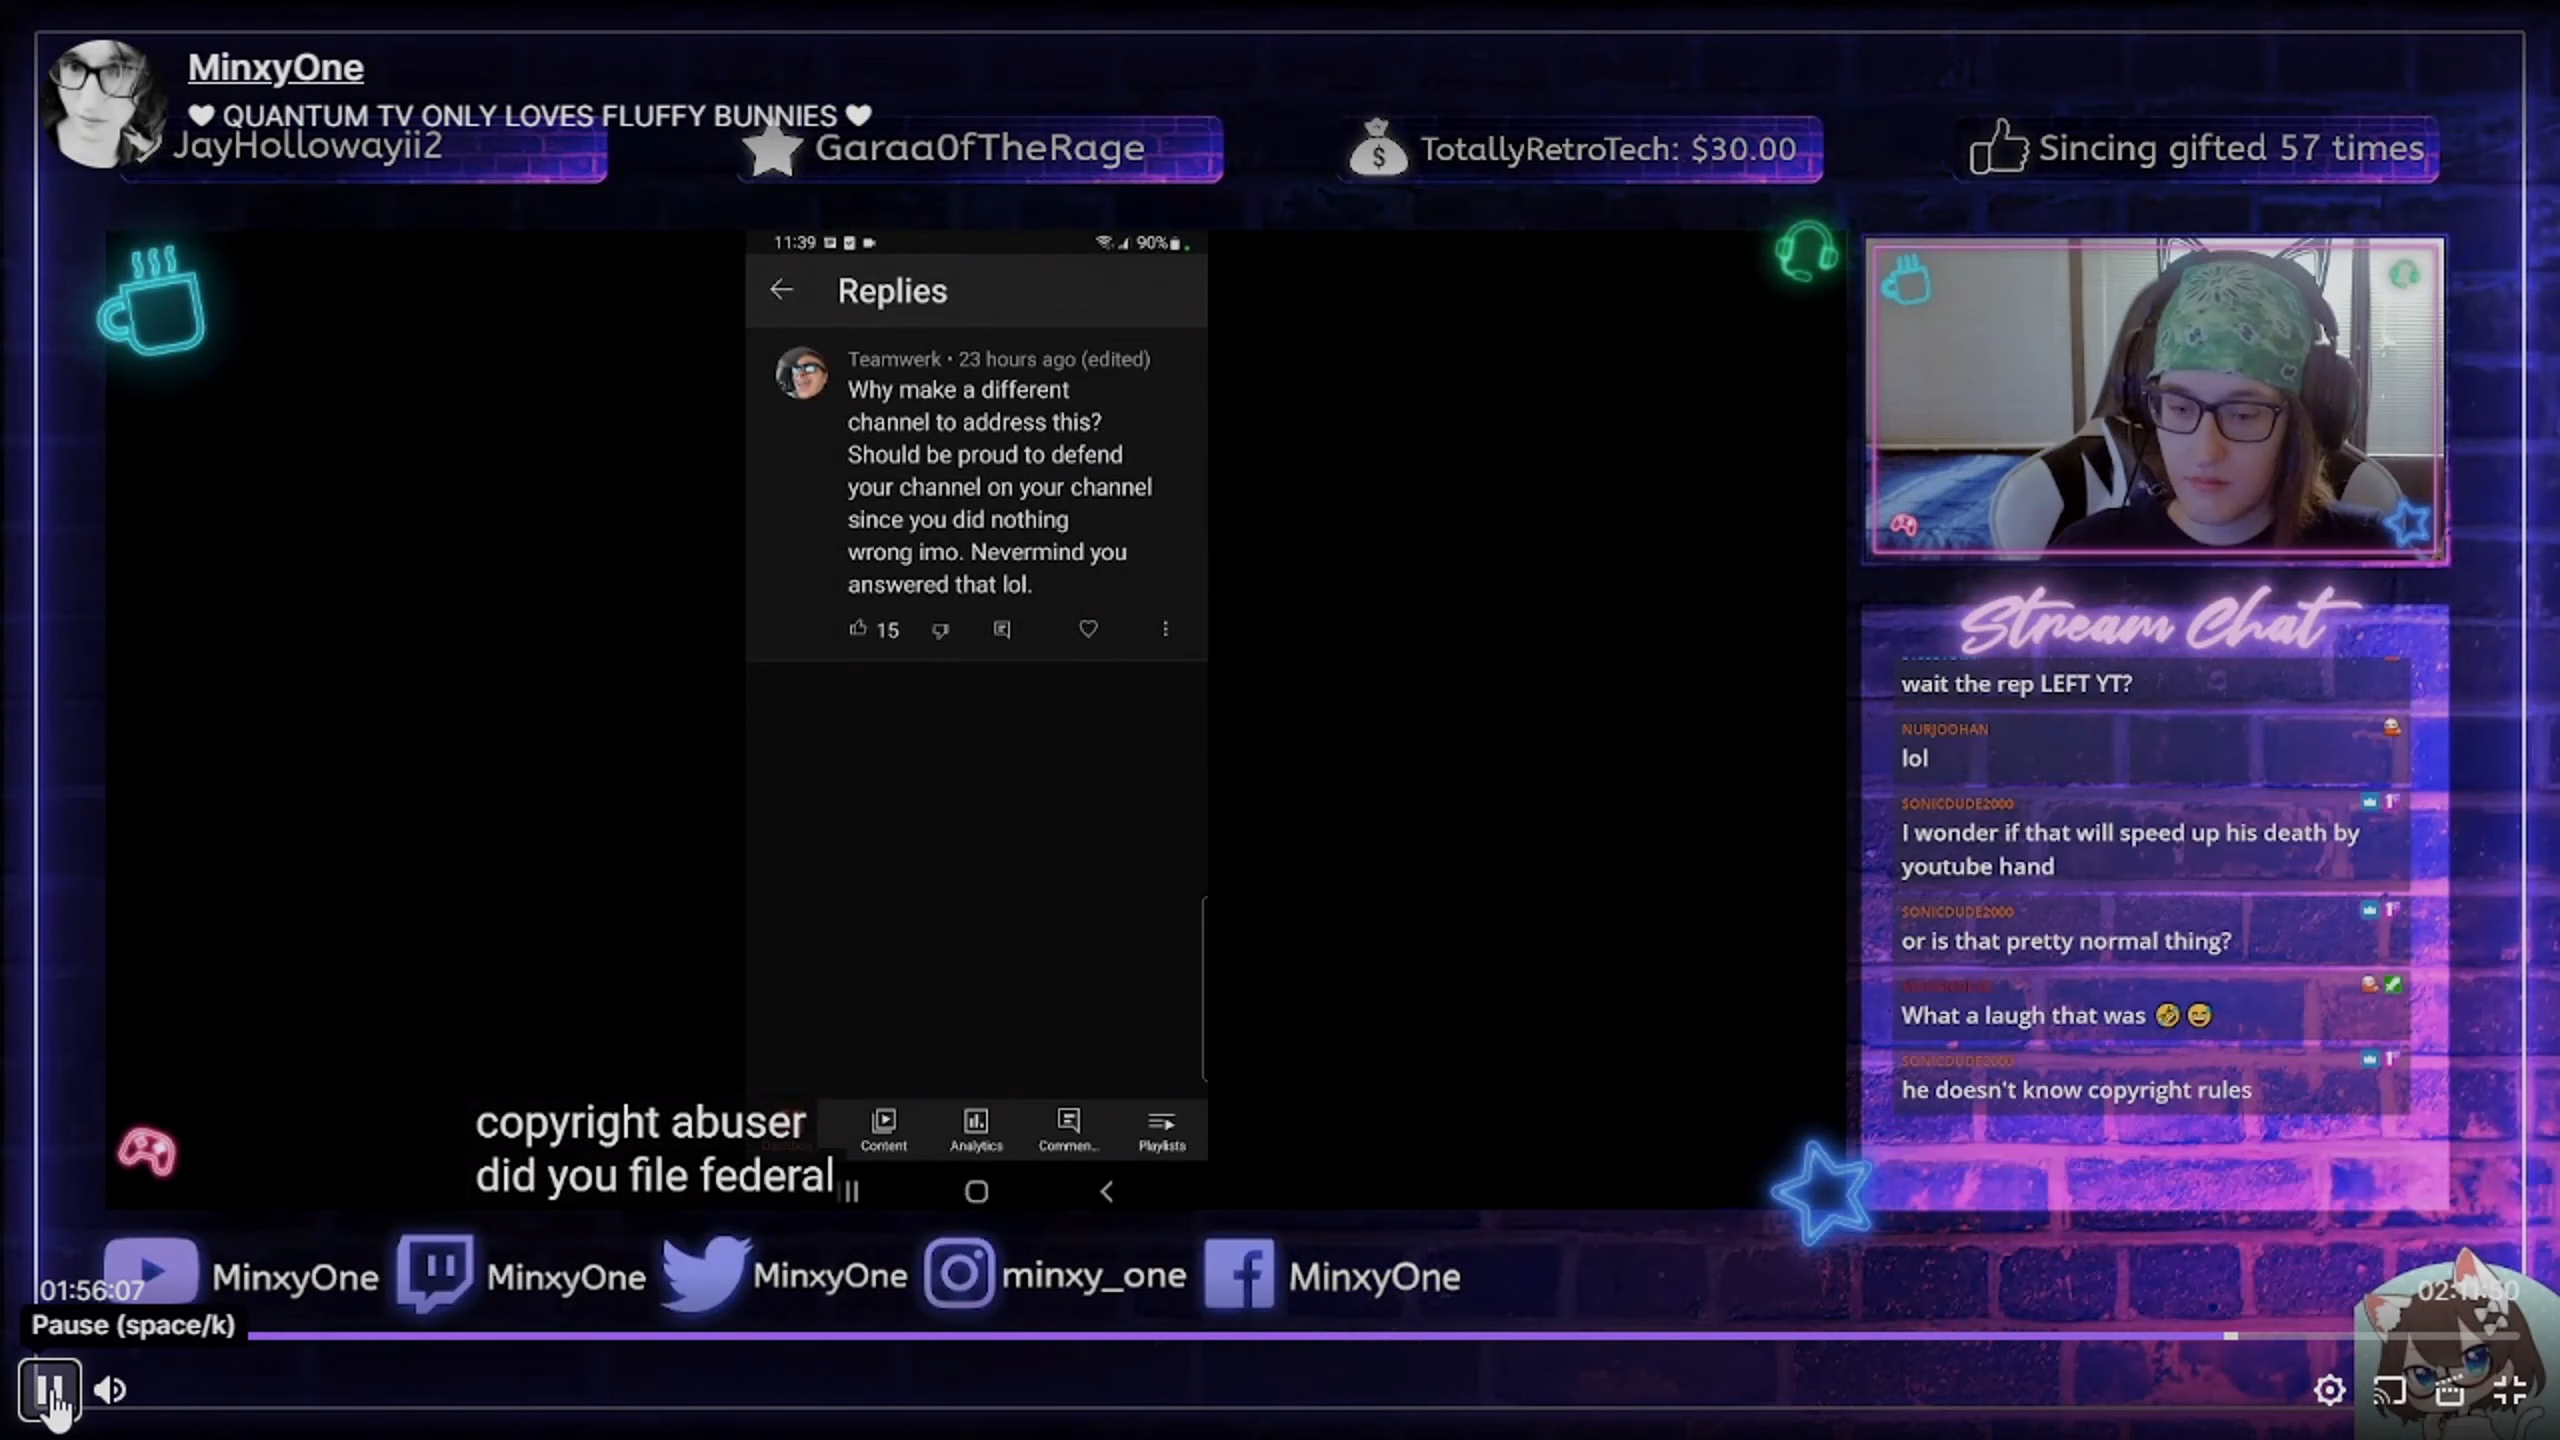 MinxyOne
QUANTUM TV ONLY LOVES FLUFFY BUNNIES
JayHollowayii2
GaraaOfTheRage
TotallyRetroTech: $30.00
Sincing gifted 57 times
11:39
90%
Replies
Teamwerk • 23 hours ago (edited)
Why make a different
channel to address this?
Should be proud to defend
your channel on your channel
since you did nothing
wrong imo. Nevermind you
answered that lol.
15
Stream Chat
wait the rep LEFT YT?
NURJOOHAN
lol
SONICDUDE2000
I wonder if that will speed up his death by
youtube hand
SONICDUDE2000
or is that pretty normal thing?
What a laugh that was 🤣 😅
SONICDUDE2000
he doesn't know copyright rules
copyright abuser
did you file federal
Content
Analytics
Commen...
Playlists
MinxyOne
MinxyOne
MinxyOne
minxy_one
MinxyOne
01:56:07
02:11:50
Pause (space/k)